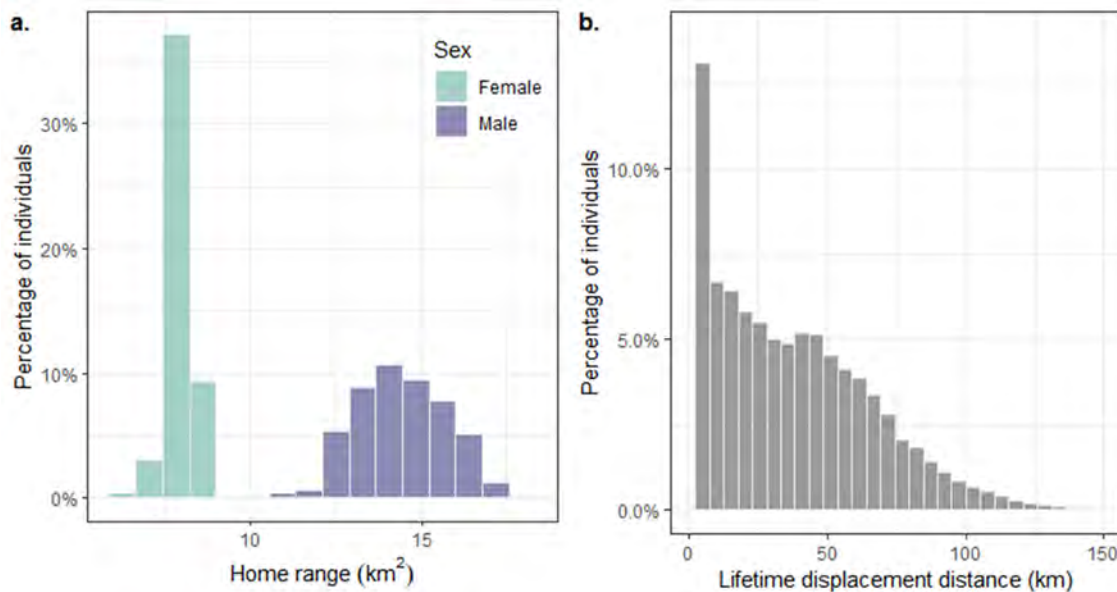 a.
Percentage of individuals
30%
20%
10%
0%
Sex
Female
Male
10
15
Home range (km²)
b.
Percentage of individuals
10.0%
5.0%
0.0%
0
50
100
150
Lifetime displacement distance (km)